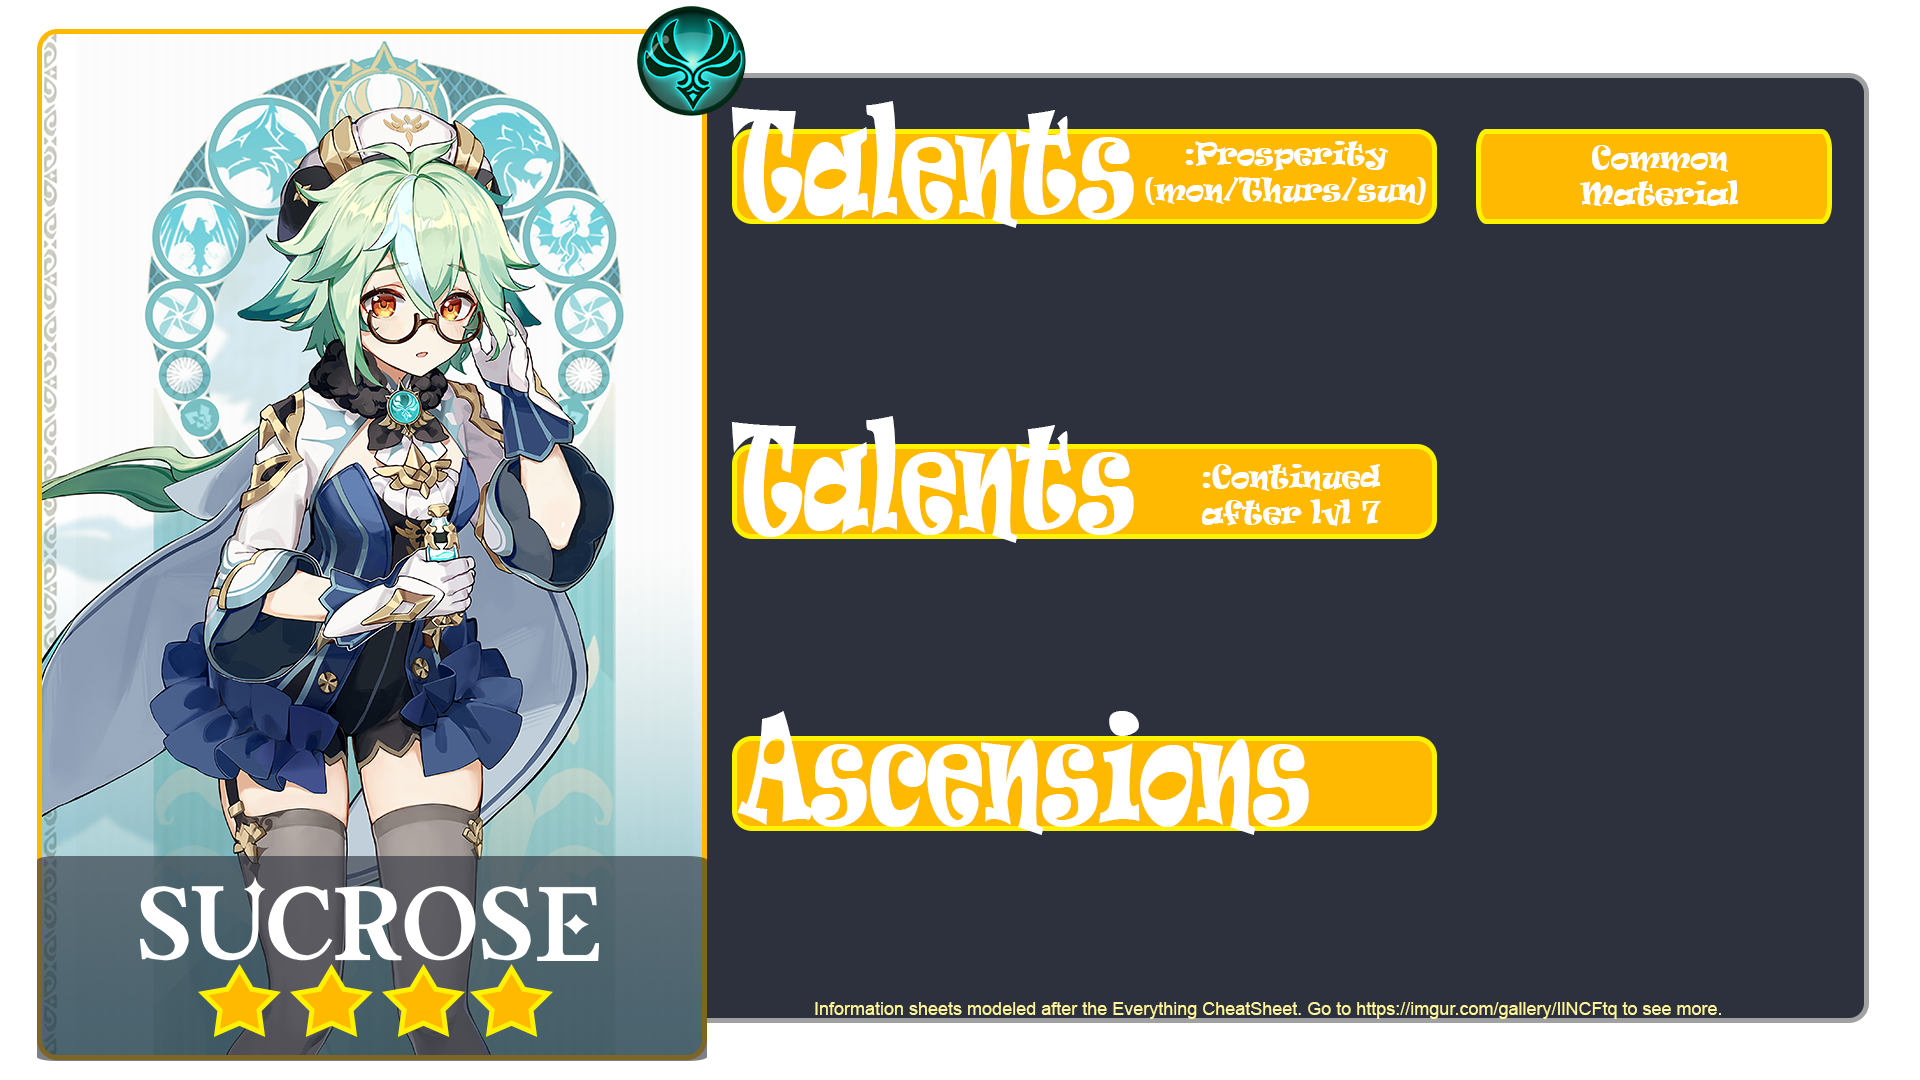 SUCROSE
Talents
:Prosperity
(mon/Thurs/sun)
Common
Material
Talents
:Continued
after lvl 7
Ascensions
Information sheets modeled after the Everything CheatSheet. Go to https://imgur.com/gallery/IINCFtq to see more.